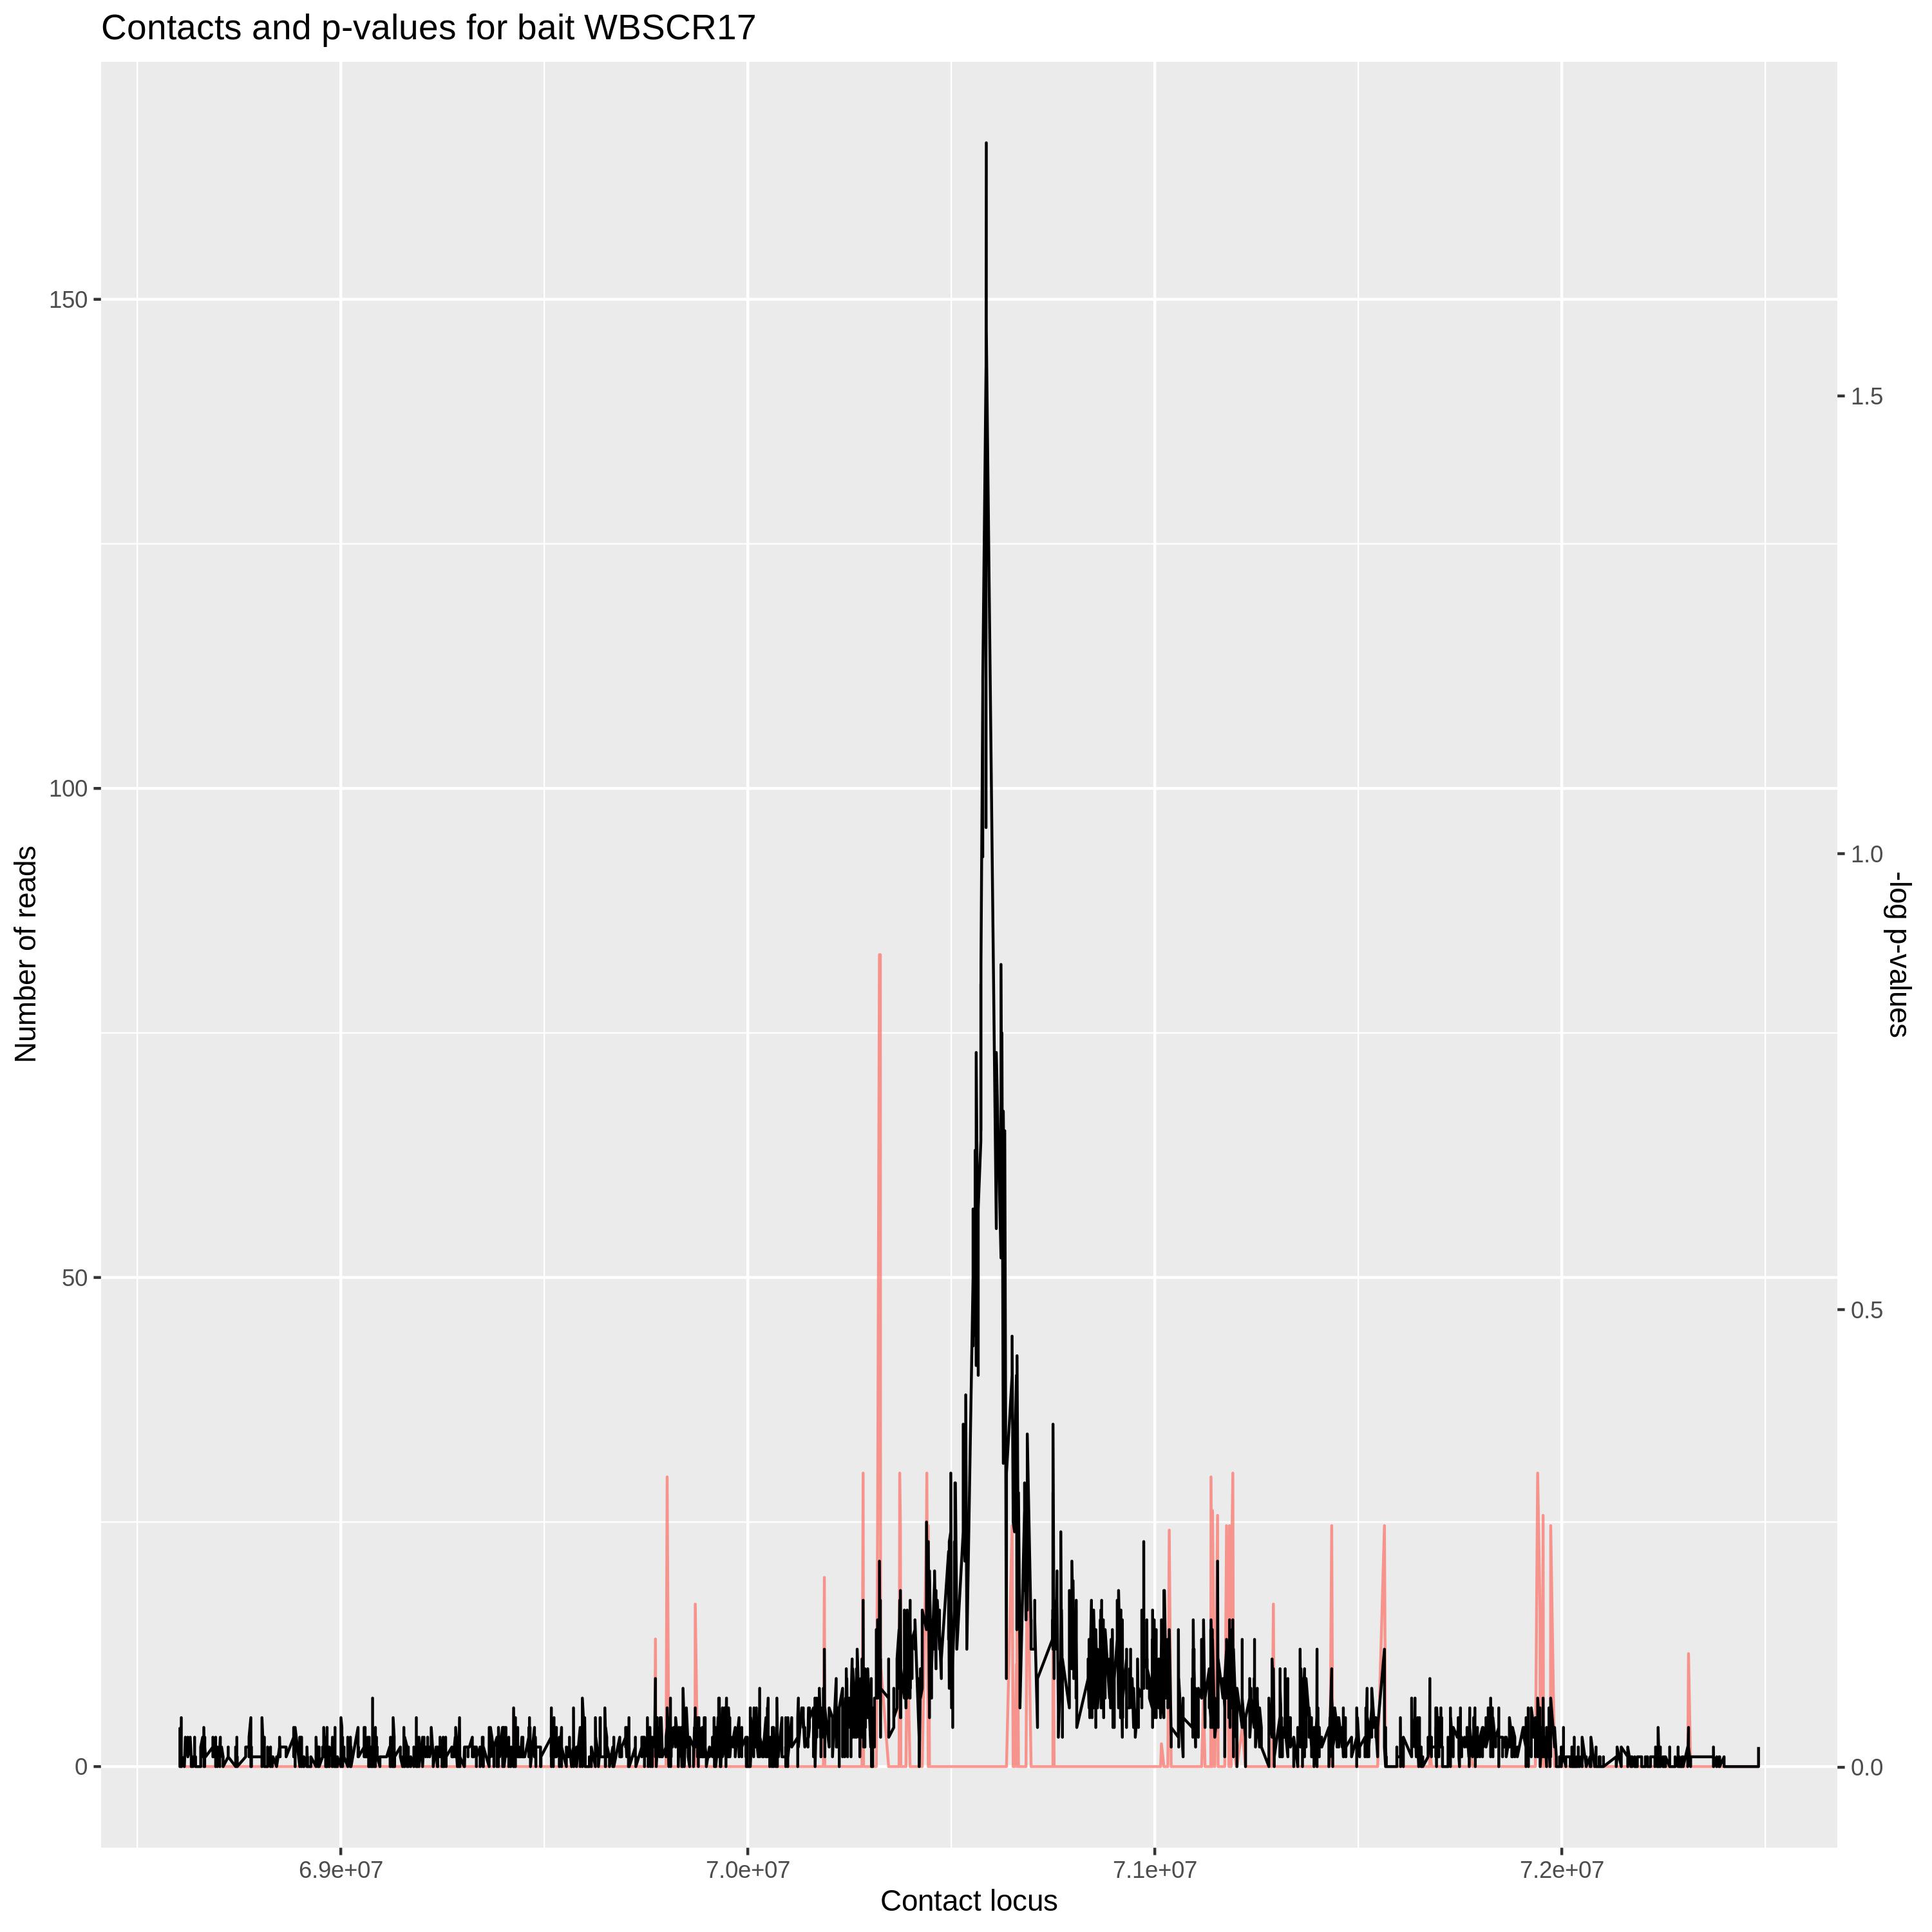 Contacts and p-values for bait WBSCR17
150
100
50
0
Number of reads
1.5
1.0
0.5
0.0
-log p-values
6.9e+07
7.0e+07
7.1e+07
7.2e+07
Contact locus